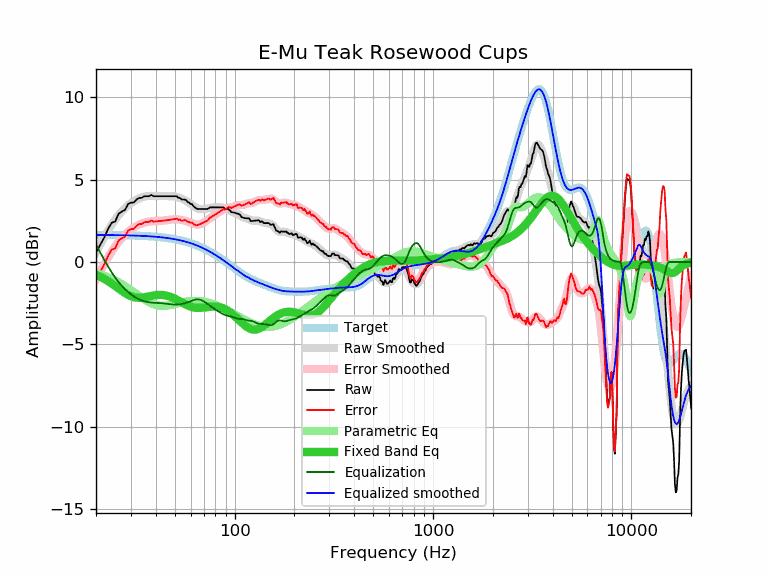 E-Mu Teak Rosewood Cups
Amplitude (dBr)
10
5
0
−5
−10
−15
100
1000
10000
Frequency (Hz)
Target
Raw Smoothed
Error Smoothed
Raw
Error
Parametric Eq
Fixed Band Eq
Equalization
Equalized smoothed